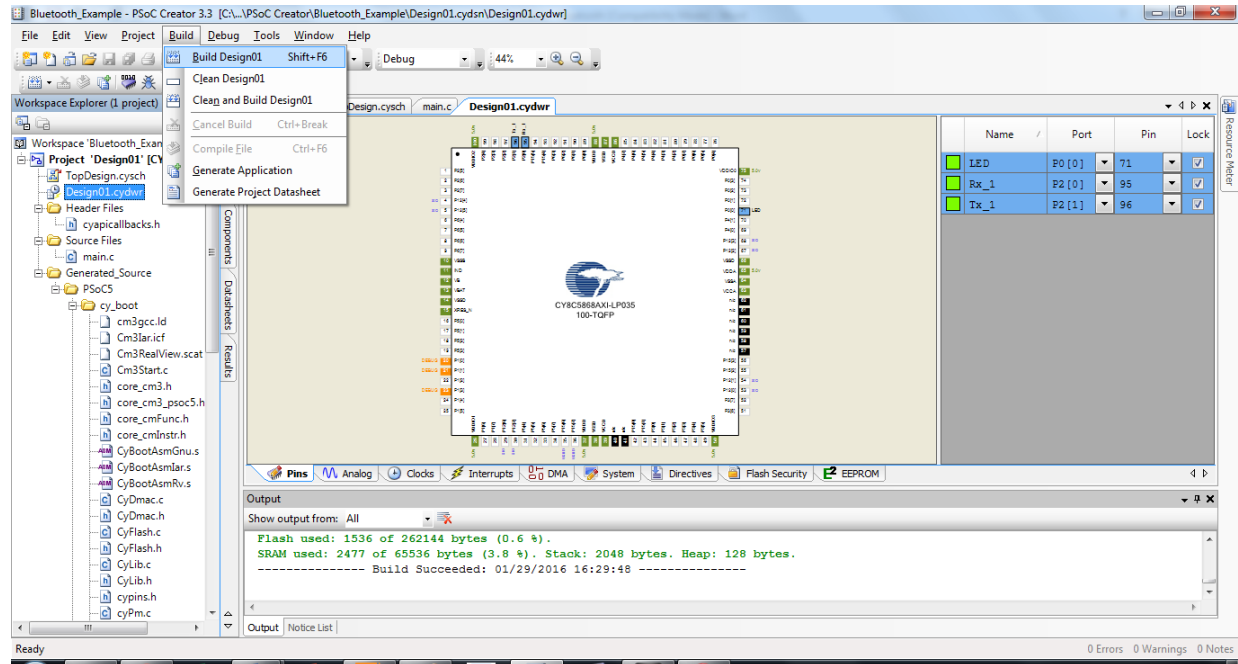 Bluetooth_Example - PSoC Creator 3.3 [C:\...\PSoC Creator\Bluetooth_Example\Design01.cydsn\Design01.cydwr]
File Edit View Project Build Debug Tools Window Help
Debug 44%
Build Design01 Shift+F6
Clean Design01
Clean and Build Design01
Cancel Build Ctrl+Break
Compile File Ctrl+F6
Generate Application
Generate Project Datasheet
Workspace Explorer (1 project)
Workspace 'Bluetooth_Exan
Project 'Design01' [CY
TopDesign.cysch
Design01.cydwr
Header Files
cyapicallbacks.h
Source Files
main.c
Generated_Source
PSoC5
cy_boot
cm3gcc.ld
Cm3Iar.icf
Cm3RealView.scat
Cm3Start.c
core_cm3.h
core_cm3_psoc5.h
core_cmFunc.h
core_cmInstr.h
CyBootAsmGnu.s
CyBootAsmIar.s
CyBootAsmRv.s
CyDmac.c
CyDmac.h
CyFlash.c
CyFlash.h
CyLib.c
CyLib.h
cypins.h
cyPm.c
Components
Datasheets
Results
pDesign.cysch main.c Design01.cydwr
CY8C5868AXI-LP035
100-TQFP
Name Port Pin Lock
LED P0[0] 71
Rx_1 P2[0] 95
Tx_1 P2[1] 96
Resource Meter
Pins Analog Clocks Interrupts DMA System Directives Flash Security EEPROM
Output
Show output from: All
Flash used: 1536 of 262144 bytes (0.6 %).
SRAM used: 2477 of 65536 bytes (3.8 %). Stack: 2048 bytes. Heap: 128 bytes.
--------------- Build Succeeded: 01/29/2016 16:29:48 ---------------
Output Notice List
Ready 0 Errors 0 Warnings 0 Notes